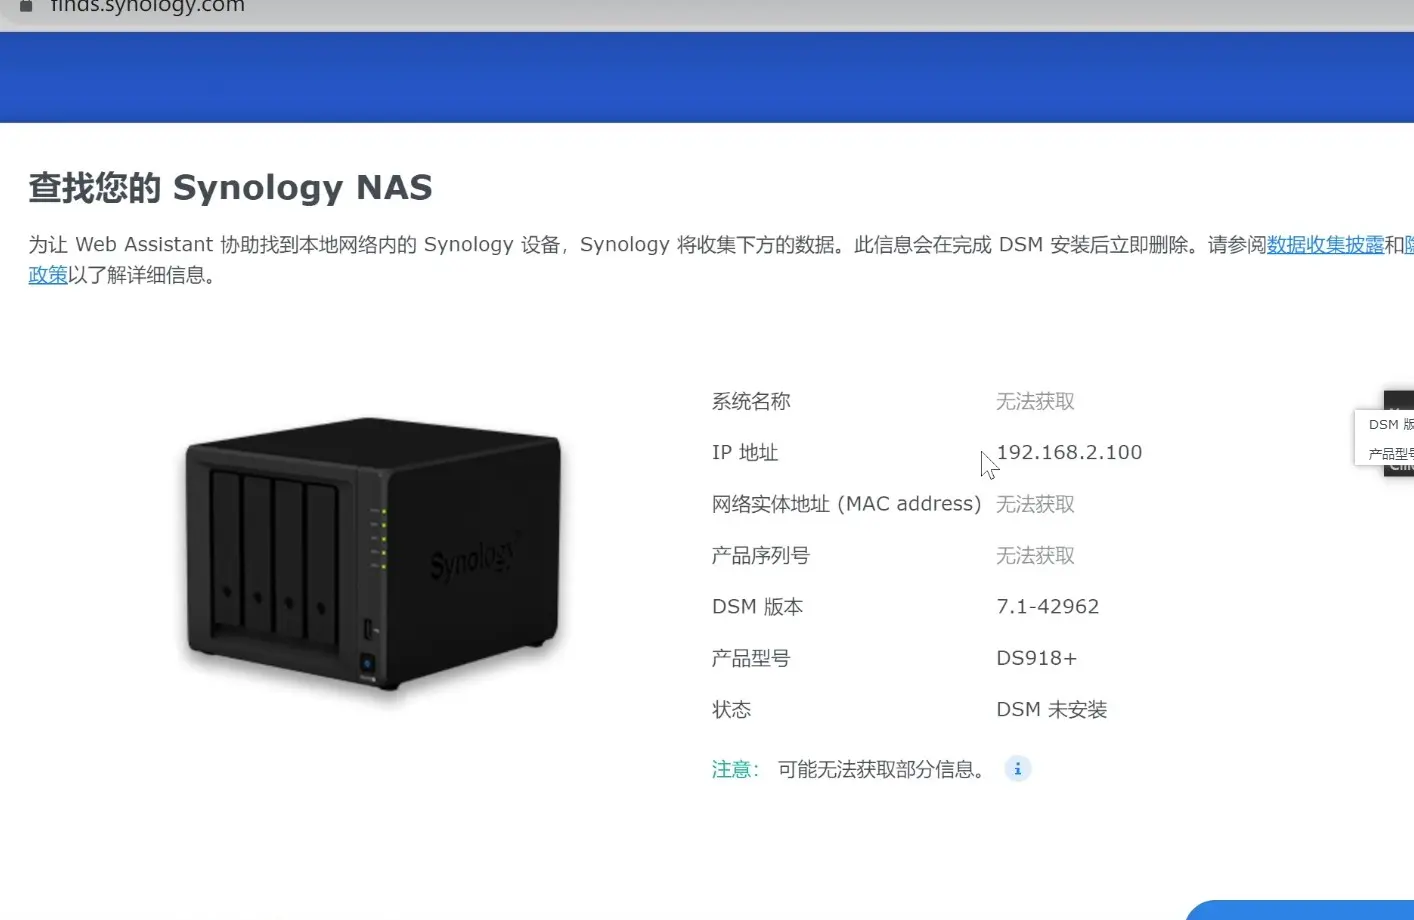 finds.synology.com
查找您的 Synology NAS
为让 Web Assistant 协助找到本地网络内的 Synology 设备，Synology 将收集下方的数据。此信息会在完成 DSM 安装后立即删除。请参阅数据收集披露和隐
政策以了解详细信息。
系统名称 无法获取
IP 地址 192.168.2.100
网络实体地址 (MAC address) 无法获取
产品序列号 无法获取
DSM 版本 7.1-42962
产品型号 DS918+
状态 DSM 未安装
注意： 可能无法获取部分信息。
Synology
DSM 版
产品型号